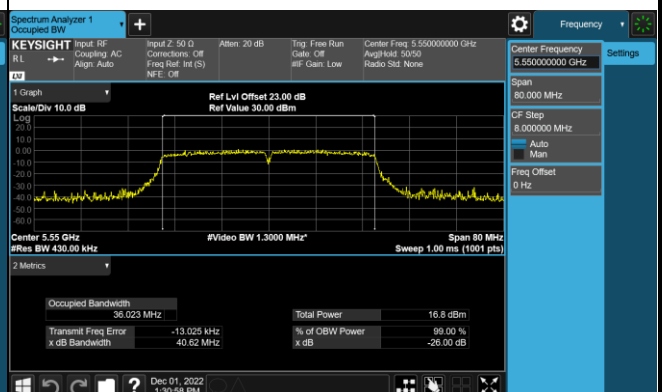 Spectrum Analyzer 1
Occupied BW
Frequency
KEYSIGHT
RL
LXI
Input: RF
Coupling: AC
Align: Auto
Input Z: 50 Ω
Corrections: Off
Freq Ref: Int (S)
NFE: Off
Atten: 20 dB
Trig: Free Run
Gate: Off
#IF Gain: Low
Center Freq: 5.550000000 GHz
Avg|Hold: 50/50
Radio Std: None
Center Frequency
5.550000000 GHz
Settings
Span
80.000 MHz
CF Step
8.000000 MHz
Auto
Man
Freq Offset
0 Hz
1 Graph
Scale/Div 10.0 dB
Ref Lvl Offset 23.00 dB
Ref Value 30.00 dBm
Log
20.0
10.0
0.00
-10.0
-20.0
-30.0
-40.0
-50.0
-60.0
Center 5.55 GHz
#Res BW 430.00 kHz
#Video BW 1.3000 MHz*
Span 80 MHz
Sweep 1.00 ms (1001 pts)
2 Metrics
Occupied Bandwidth
36.023 MHz
Total Power 16.8 dBm
Transmit Freq Error -13.025 kHz
% of OBW Power 99.00 %
x dB Bandwidth 40.62 MHz
x dB -26.00 dB
?
Dec 01, 2022
1:30:58 PM